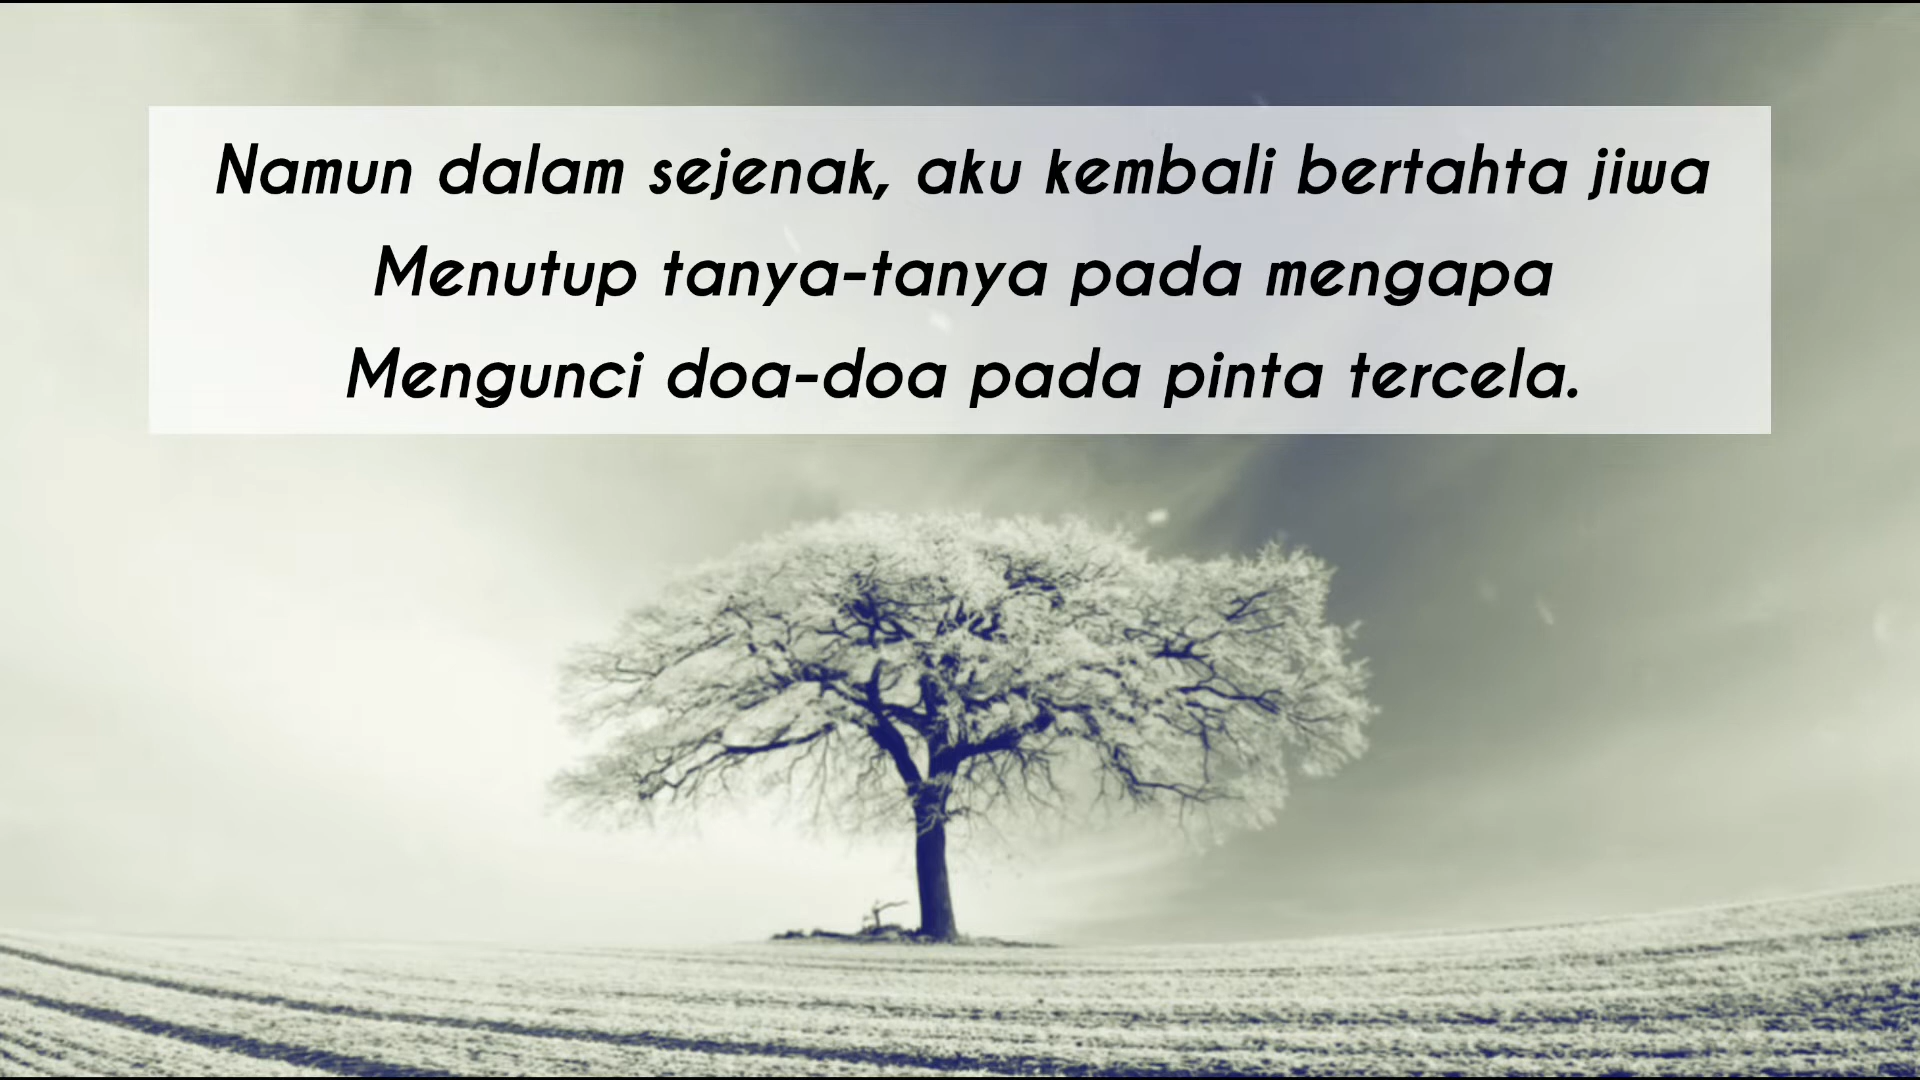 Namun dalam sejenak, aku kembali bertahta jiwa
Menutup tanya-tanya pada mengapa
Mengunci doa-doa pada pinta tercela.